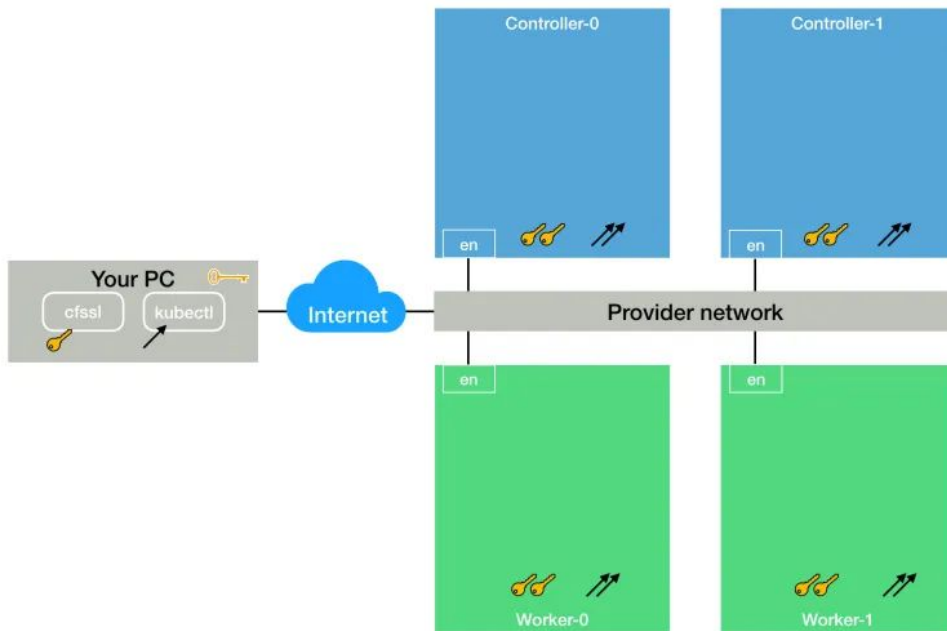 Controller-0
Controller-1
en
en
Your PC
cfssl
kubectl
Internet
Provider network
en
en
Worker-0
Worker-1